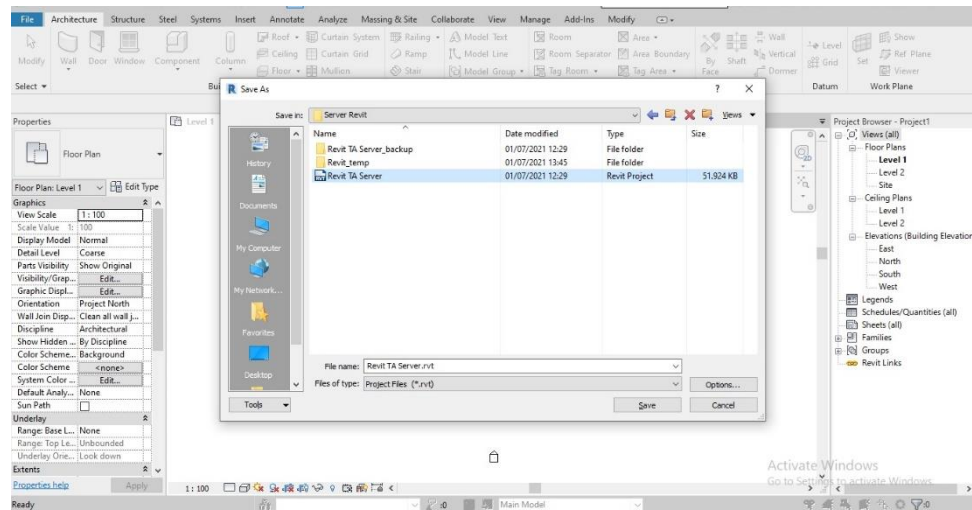 File Architecture Structure Steel Systems Insert Annotate Analyze Massing & Site Collaborate View Manage Add-Ins Modify
Modify Wall Door Window Component Column
Roof Curtain System Railing Model Text Room Area Wall Show
Ceiling Curtain Grid Ramp Model Line Room Separator Area Boundary By Face Shaft Vertical Level Grid Set Ref Plane
Floor Mullion Stair Model Group Tag Room Tag Area Dormer Viewer
Select Bui Datum Work Plane
Save As
Save in: Server Revit Views
Name Date modified Type Size
Revit TA Server_backup 01/07/2021 12:29 File folder
Revit_temp 01/07/2021 13:45 File folder
Revit TA Server 01/07/2021 12:29 Revit Project 51.924 KB
History
Documents
My Computer
My Network...
Favorites
Desktop
File name: Revit TA Server.rvt
Files of type: Project Files (*.rvt) Options...
Tools Save Cancel
Properties
Level 1
Floor Plan
Floor Plan: Level 1 Edit Type
Graphics
View Scale 1 : 100
Scale Value 1: 100
Display Model Normal
Detail Level Coarse
Parts Visibility Show Original
Visibility/Grap... Edit...
Graphic Displ... Edit...
Orientation Project North
Wall Join Disp... Clean all wall j...
Discipline Architectural
Show Hidden ... By Discipline
Color Scheme... Background
Color Scheme <none>
System Color ... Edit...
Default Analy... None
Sun Path
Underlay
Range: Base L... None
Range: Top Le... Unbounded
Underlay Orie... Look down
Extents
Properties help Apply
Project Browser - Project1
Views (all)
Floor Plans
Level 1
Level 2
Site
Ceiling Plans
Level 1
Level 2
Elevations (Building Elevation
East
North
South
West
Legends
Schedules/Quantities (all)
Sheets (all)
Families
Groups
Revit Links
Activate Windows
Go to Settings to activate Windows.
1 : 100
Ready :0 Main Model :0